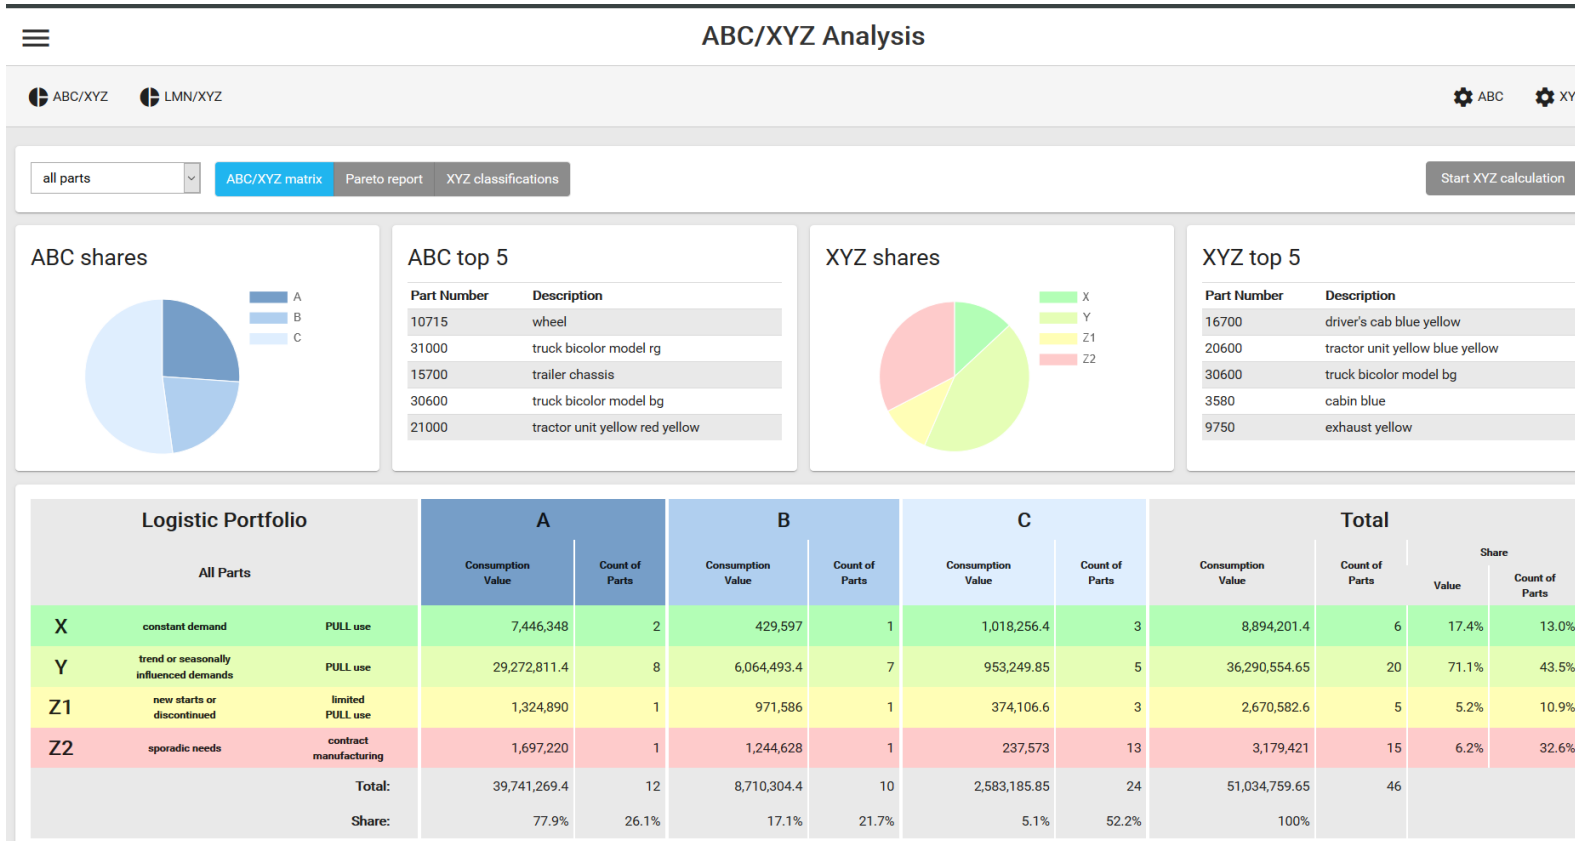 ABC/XYZ Analysis
ABC/XYZ LMN/XYZ ABC XY
all parts ABC/XYZ matrix Pareto report XYZ classifications Start XYZ calculation
ABC shares
A
B
C
ABC top 5
Part Number Description
10715 wheel
31000 truck bicolor model rg
15700 trailer chassis
30600 truck bicolor model bg
21000 tractor unit yellow red yellow
XYZ shares
X
Y
Z1
Z2
XYZ top 5
Part Number Description
16700 driver's cab blue yellow
20600 tractor unit yellow blue yellow
30600 truck bicolor model bg
3580 cabin blue
9750 exhaust yellow
Logistic Portfolio A B C Total
All Parts
Consumption Value Count of Parts Consumption Value Count of Parts Consumption Value Count of Parts Consumption Value Count of Parts Share
Value Count of Parts
X constant demand PULL use 7,446,348 2 429,597 1 1,018,256.4 3 8,894,201.4 6 17.4% 13.0%
Y trend or seasonally influenced demands PULL use 29,272,811.4 8 6,064,493.4 7 953,249.85 5 36,290,554.65 20 71.1% 43.5%
Z1 new starts or discontinued limited PULL use 1,324,890 1 971,586 1 374,106.6 3 2,670,582.6 5 5.2% 10.9%
Z2 sporadic needs contract manufacturing 1,697,220 1 1,244,628 1 237,573 13 3,179,421 15 6.2% 32.6%
Total: 39,741,269.4 12 8,710,304.4 10 2,583,185.85 24 51,034,759.65 46
Share: 77.9% 26.1% 17.1% 21.7% 5.1% 52.2% 100%